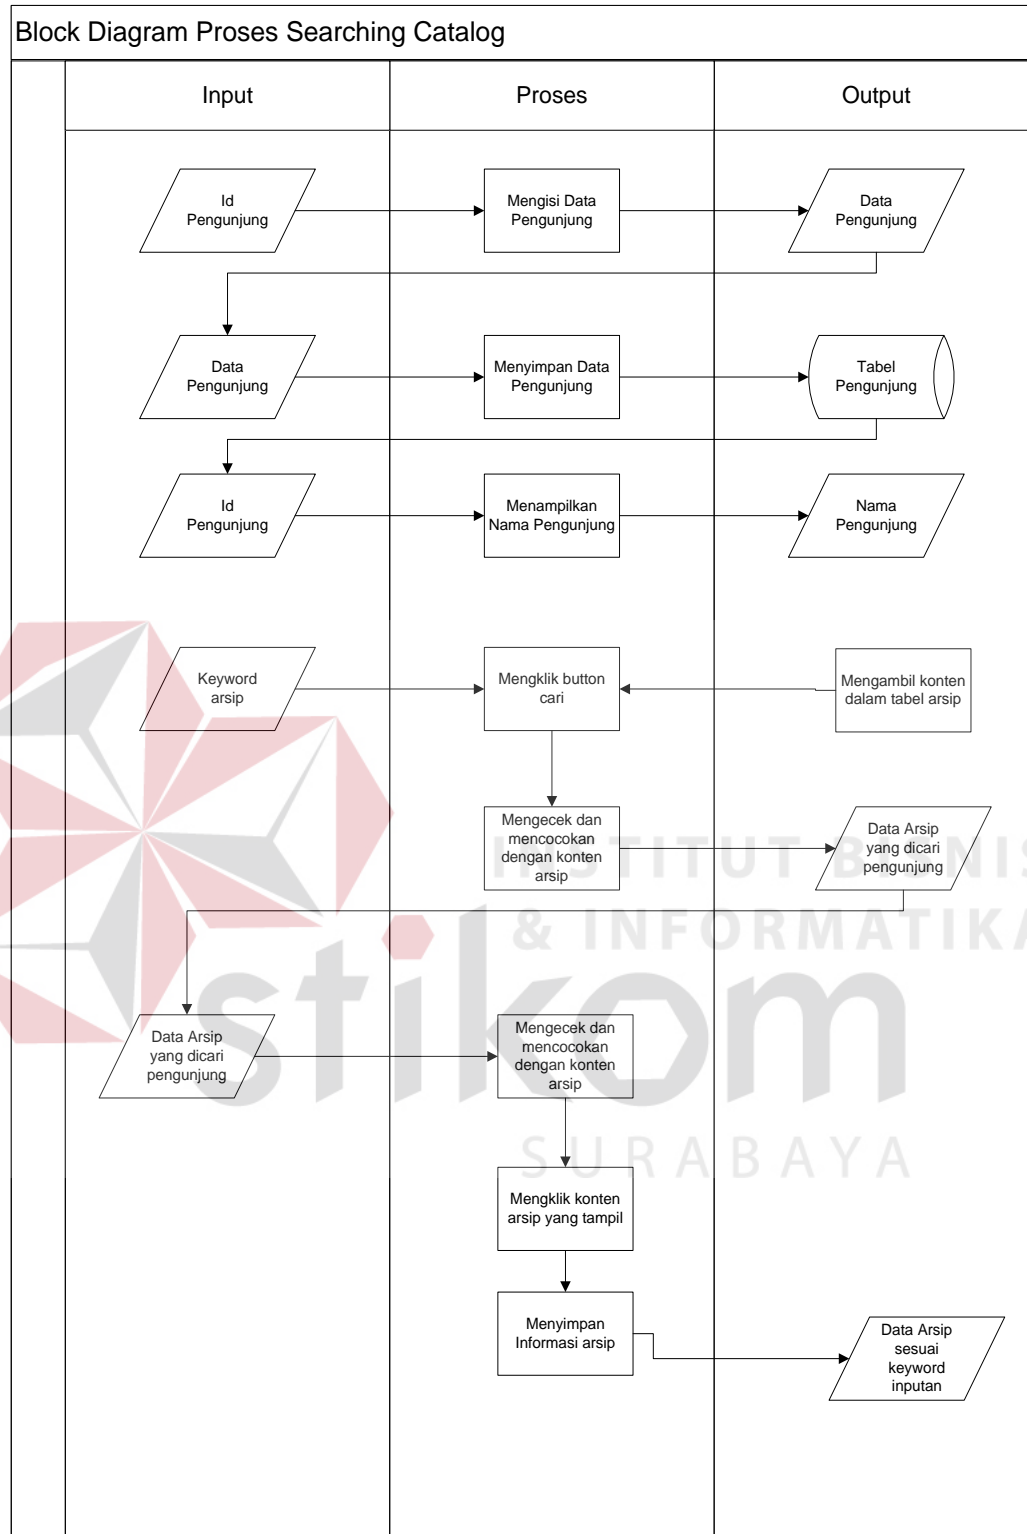 Block Diagram Proses Searching Catalog
Input
Proses
Output
Id
Pengunjung
Mengisi Data
Pengunjung
Data
Pengunjung
Data
Pengunjung
Menyimpan Data
Pengunjung
Tabel
Pengunjung
Id
Pengunjung
Menampilkan
Nama Pengunjung
Nama
Pengunjung
Keyword
arsip
Mengklik button
cari
Mengambil konten
dalam tabel arsip
Mengecek dan
mencocokan
dengan konten
arsip
Data Arsip
yang dicari
pengunjung
INSTITUT BISNIS
& INFORMATIKA
stikom
SURABAYA
Data Arsip
yang dicari
pengunjung
Mengecek dan
mencocokan
dengan konten
arsip
Mengklik konten
arsip yang tampil
Menyimpan
Informasi arsip
Data Arsip
sesuai
keyword
inputan